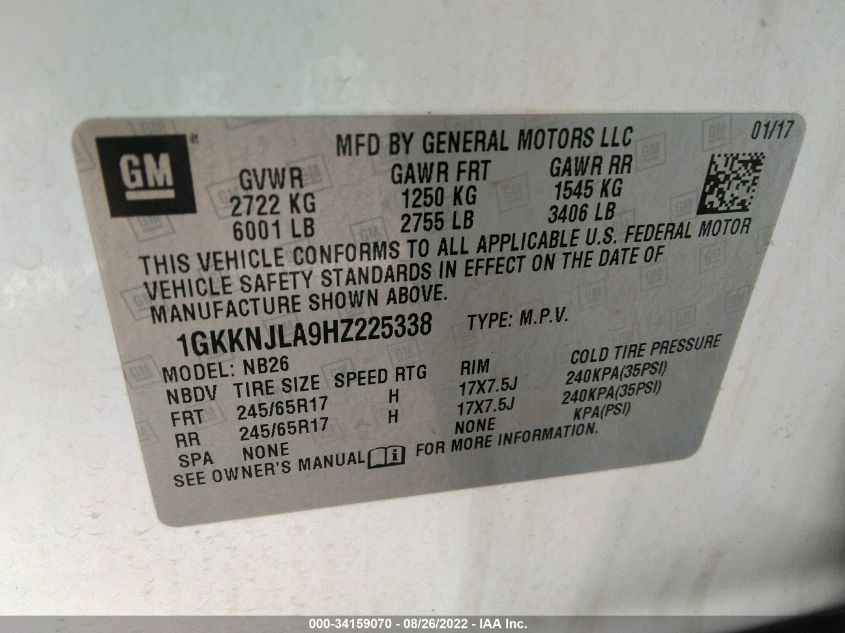 GM
MFD BY GENERAL MOTORS LLC
01/17
GVWR GAWR FRT GAWR RR
2722 KG 1250 KG 1545 KG
6001 LB 2755 LB 3406 LB
THIS VEHICLE CONFORMS TO ALL APPLICABLE U.S. FEDERAL MOTOR
VEHICLE SAFETY STANDARDS IN EFFECT ON THE DATE OF
MANUFACTURE SHOWN ABOVE.
1GKKNJLA9HZ225338 TYPE: M.P.V.
MODEL: NB26
NBDV TIRE SIZE SPEED RTG RIM COLD TIRE PRESSURE
FRT 245/65R17 H 17X7.5J 240KPA(35PSI)
RR 245/65R17 H 17X7.5J 240KPA(35PSI)
SPA NONE NONE KPA(PSI)
SEE OWNER'S MANUAL i FOR MORE INFORMATION.
000-34159070 - 08/26/2022 - IAA Inc.